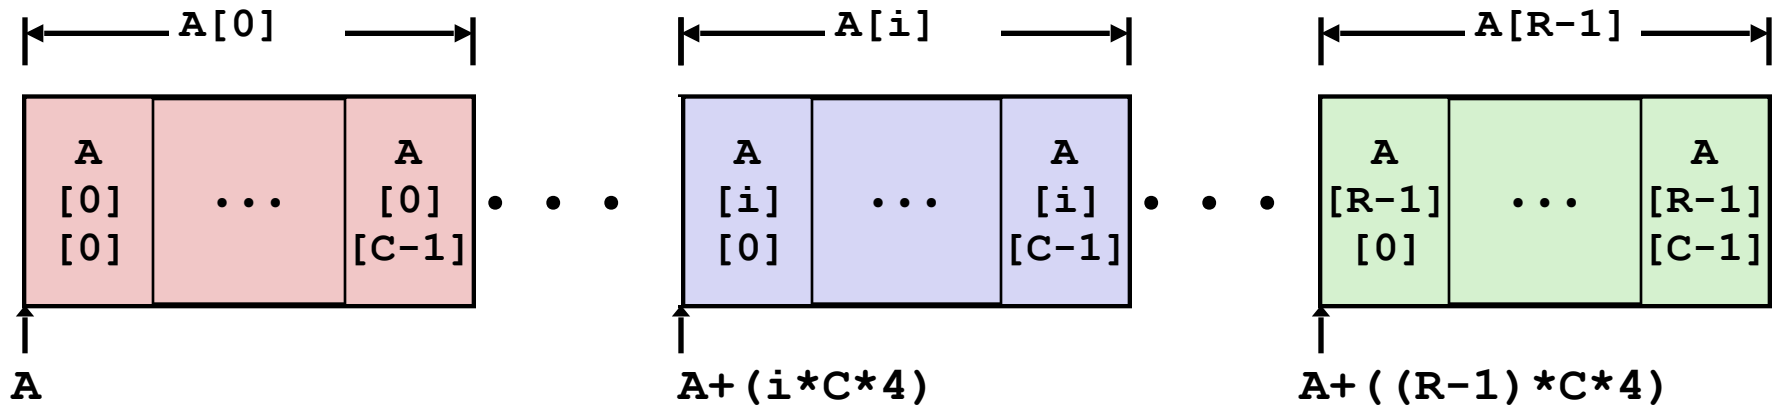 A[0] A[i] A[R-1]
A A A A A A
[0] ... [0] . . . [i] ... [i] . . . [R-1] ... [R-1]
[0] [C-1] [0] [C-1] [0] [C-1]
A A+(i*C*4) A+((R-1)*C*4)